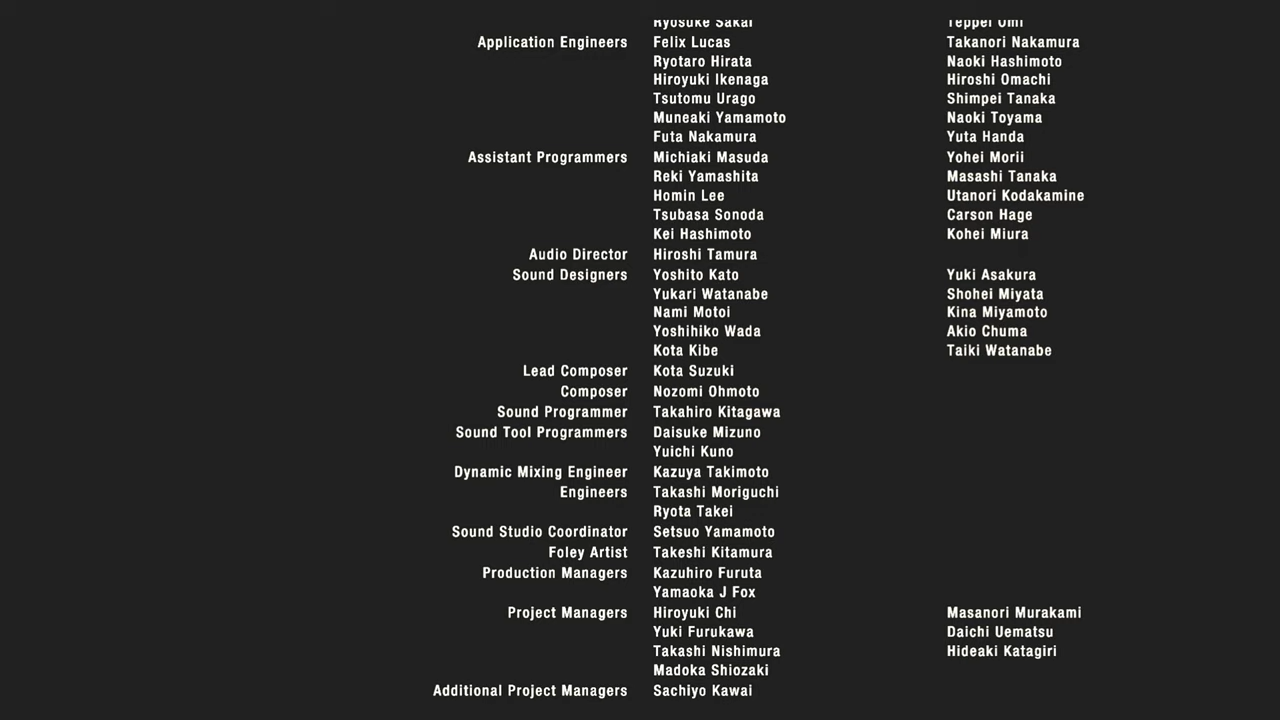 Ryosuke Sakai Teppei Omi
Application Engineers Felix Lucas Takanori Nakamura
Ryotaro Hirata Naoki Hashimoto
Hiroyuki Ikenaga Hiroshi Omachi
Tsutomu Urago Shimpei Tanaka
Muneaki Yamamoto Naoki Toyama
Futa Nakamura Yuta Handa
Assistant Programmers Michiaki Masuda Yohei Morii
Reki Yamashita Masashi Tanaka
Homin Lee Utanori Kodakamine
Tsubasa Sonoda Carson Hage
Kei Hashimoto Kohei Miura
Audio Director Hiroshi Tamura
Sound Designers Yoshito Kato Yuki Asakura
Yukari Watanabe Shohei Miyata
Nami Motoi Kina Miyamoto
Yoshihiko Wada Akio Chuma
Kota Kibe Taiki Watanabe
Lead Composer Kota Suzuki
Composer Nozomi Ohmoto
Sound Programmer Takahiro Kitagawa
Sound Tool Programmers Daisuke Mizuno
Yuichi Kuno
Dynamic Mixing Engineer Kazuya Takimoto
Engineers Takashi Moriguchi
Ryota Takei
Sound Studio Coordinator Setsuo Yamamoto
Foley Artist Takeshi Kitamura
Production Managers Kazuhiro Furuta
Yamaoka J Fox
Project Managers Hiroyuki Chi Masanori Murakami
Yuki Furukawa Daichi Uematsu
Takashi Nishimura Hideaki Katagiri
Madoka Shiozaki
Additional Project Managers Sachiyo Kawai